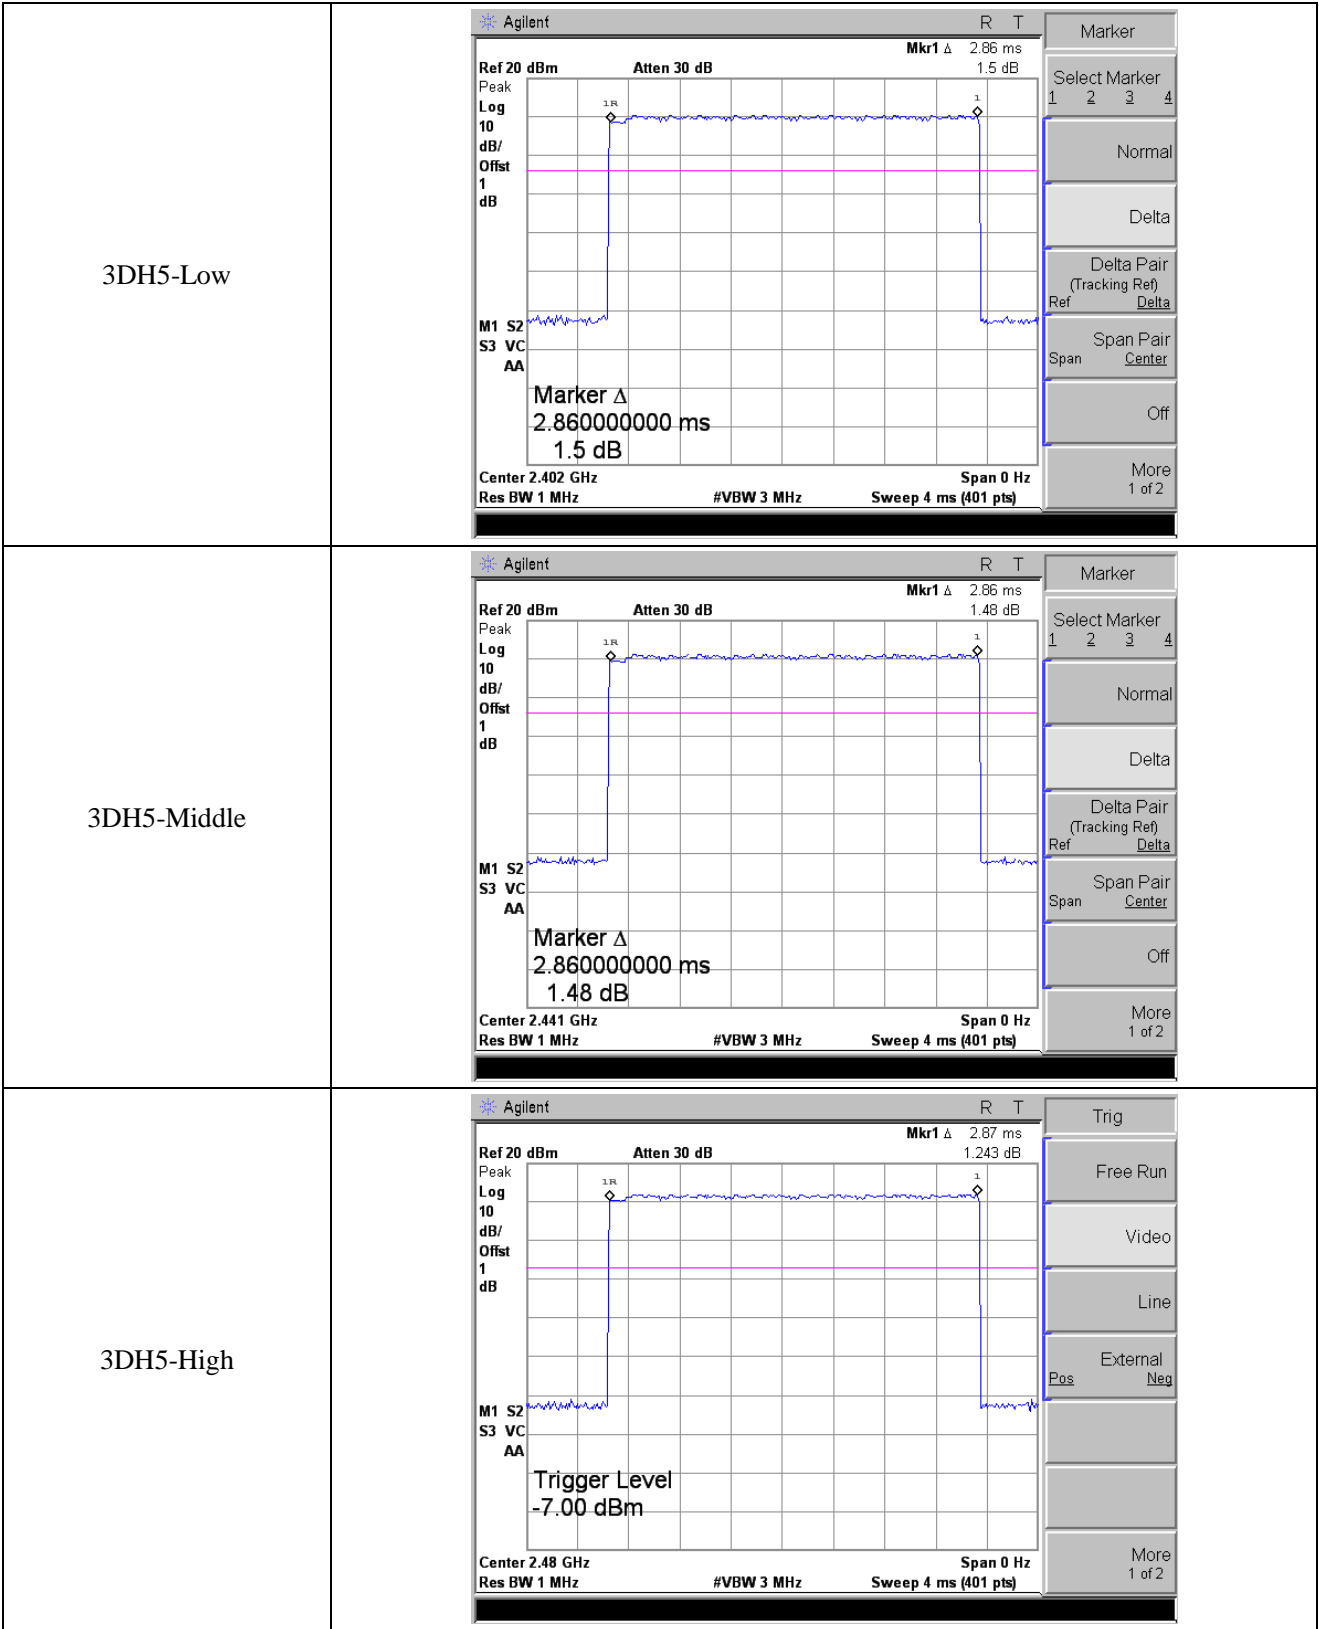 3DH5-Low
Agilent R T
Mkr1 Δ 2.86 ms
Ref 20 dBm Atten 30 dB 1.5 dB
Peak
Log
10
dB/
Offst
1
dB
1R
1
M1 S2
S3 VC
AA
Marker Δ
2.860000000 ms
1.5 dB
Center 2.402 GHz Span 0 Hz
Res BW 1 MHz #VBW 3 MHz Sweep 4 ms (401 pts)
Marker
Select Marker
1 2 3 4
Normal
Delta
Delta Pair
(Tracking Ref)
Ref Delta
Span Pair
Span Center
Off
More
1 of 2
3DH5-Middle
Agilent R T
Mkr1 Δ 2.86 ms
Ref 20 dBm Atten 30 dB 1.48 dB
Peak
Log
10
dB/
Offst
1
dB
1R
1
M1 S2
S3 VC
AA
Marker Δ
2.860000000 ms
1.48 dB
Center 2.441 GHz Span 0 Hz
Res BW 1 MHz #VBW 3 MHz Sweep 4 ms (401 pts)
Marker
Select Marker
1 2 3 4
Normal
Delta
Delta Pair
(Tracking Ref)
Ref Delta
Span Pair
Span Center
Off
More
1 of 2
3DH5-High
Agilent R T
Mkr1 Δ 2.87 ms
Ref 20 dBm Atten 30 dB 1.243 dB
Peak
Log
10
dB/
Offst
1
dB
1R
1
M1 S2
S3 VC
AA
Trigger Level
-7.00 dBm
Center 2.48 GHz Span 0 Hz
Res BW 1 MHz #VBW 3 MHz Sweep 4 ms (401 pts)
Trig
Free Run
Video
Line
External
Pos Neg
More
1 of 2